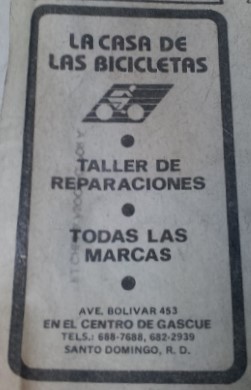 LA CASA DE
LAS BICICLETAS
TALLER DE
REPARACIONES
TODAS LAS
MARCAS
AVE. BOLIVAR 453
EN EL CENTRO DE GASCUE
TELS.: 688-7688, 682-2939
SANTO DOMINGO, R. D.